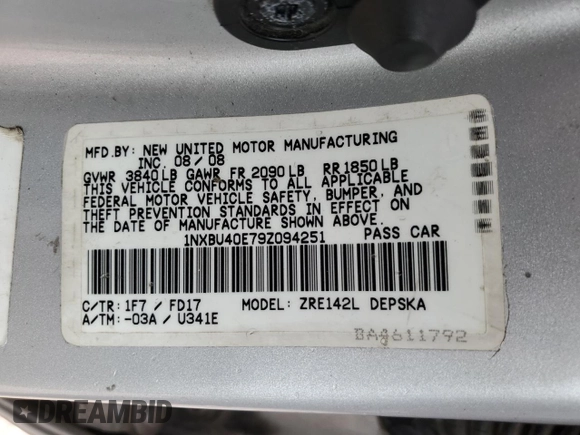 MFD.BY: NEW UNITED MOTOR MANUFACTURING
INC. 08/08
GVWR 3840LB GAWR FR 2090LB RR 1850LB
THIS VEHICLE CONFORMS TO ALL APPLICABLE
FEDERAL MOTOR VEHICLE SAFETY, BUMPER, AND
THEFT PREVENTION STANDARDS IN EFFECT ON
THE DATE OF MANUFACTURE SHOWN ABOVE.
1NXBU40E79Z094251 PASS CAR
C/TR: 1F7 / FD17 MODEL: ZRE142L DEPSKA
A/TM: -03A / U341E
DREAMBID